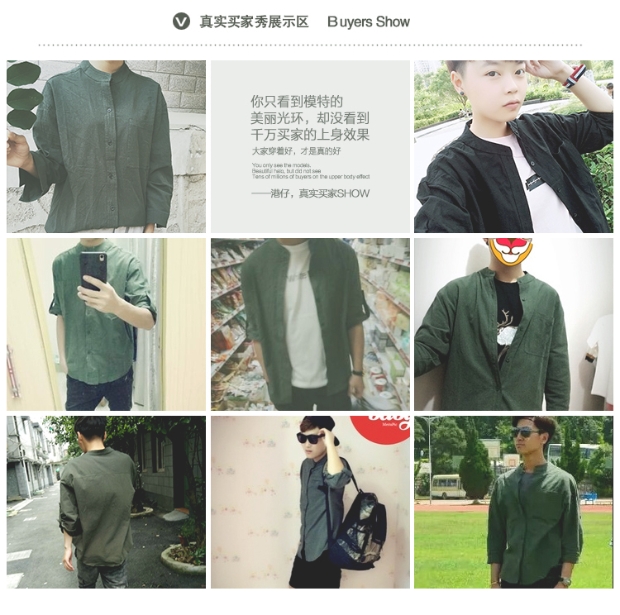 真实买家秀展示区 Buyers Show
你只看到模特的
美丽光环，却没看到
千万买家的上身效果
大家穿着好，才是真的好
You only see the models,
Beautiful halo, but did not see
Tens of millions of buyers on the upper body effect
——港仔，真实买家SHOW